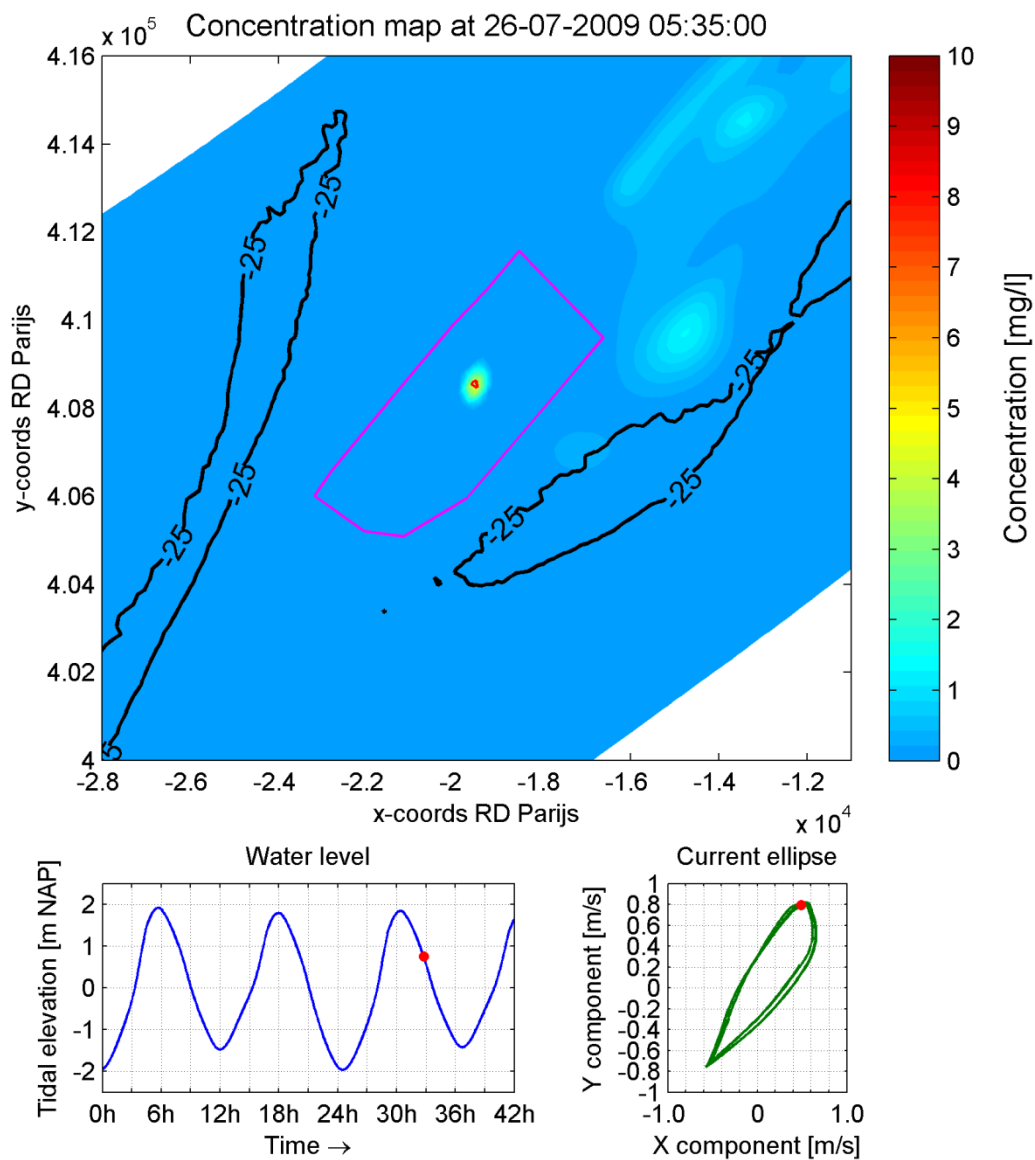 x 10⁵
Concentration map at 26-07-2009 05:35:00
4.16
4.14
4.12
4.1
4.08
4.06
4.04
4.02
4
y-coords RD Parijs
-25
-25
-25
-25
-25
-25
-25
5
-2.8
-2.6
-2.4
-2.2
-2
-1.8
-1.6
-1.4
-1.2
x-coords RD Parijs
x 10⁴
10
9
8
7
6
5
4
3
2
1
0
Concentration [mg/l]
Water level
2
1
0
-1
-2
Tidal elevation [m NAP]
0h
6h
12h
18h
24h
30h
36h
42h
Time →
Current ellipse
1
0.8
0.6
0.4
0.2
0
-0.2
-0.4
-0.6
-0.8
-1
Y component [m/s]
-1.0
0
1.0
X component [m/s]